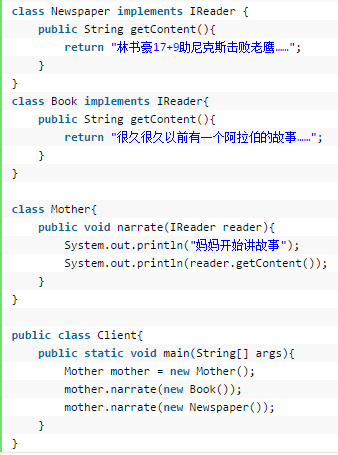 class Newspaper implements IReader {
    public String getContent(){
        return "林书豪17+9助尼克斯击败老鹰……";
    }
}
class Book implements IReader{
    public String getContent(){
        return "很久很久以前有一个阿拉伯的故事……";
    }
}

class Mother{
    public void narrate(IReader reader){
        System.out.println("妈妈开始讲故事");
        System.out.println(reader.getContent());
    }
}

public class Client{
    public static void main(String[] args){
        Mother mother = new Mother();
        mother.narrate(new Book());
        mother.narrate(new Newspaper());
    }
}